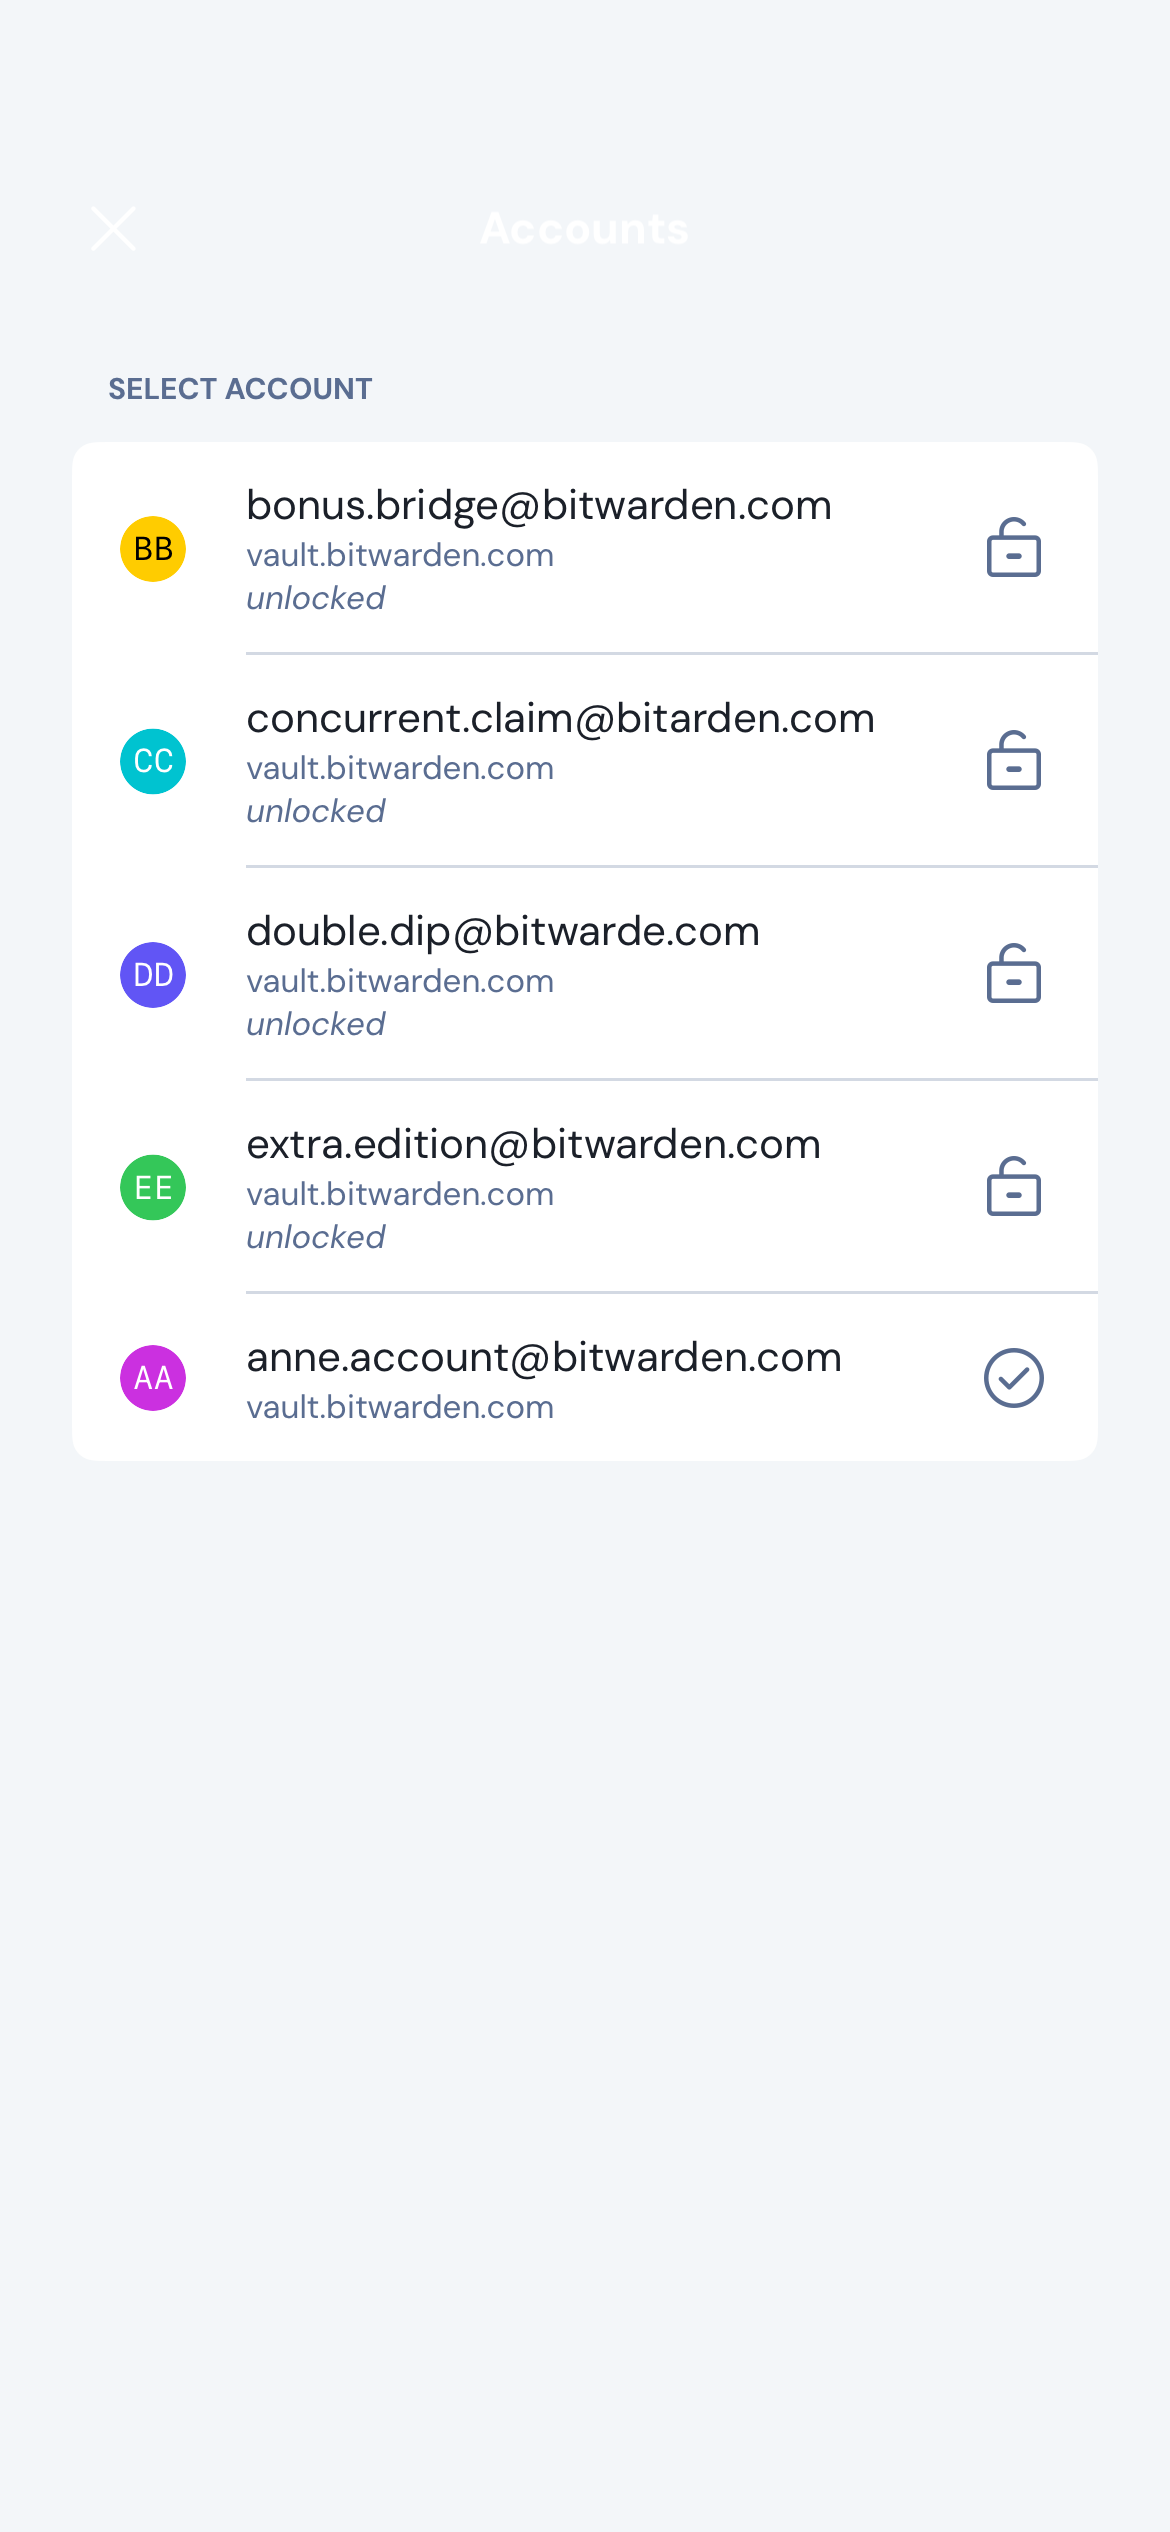 Accounts
SELECT ACCOUNT
BB
bonus.bridge@bitwarden.com
vault.bitwarden.com
unlocked
CC
concurrent.claim@bitarden.com
vault.bitwarden.com
unlocked
DD
double.dip@bitwarde.com
vault.bitwarden.com
unlocked
EE
extra.edition@bitwarden.com
vault.bitwarden.com
unlocked
AA
anne.account@bitwarden.com
vault.bitwarden.com